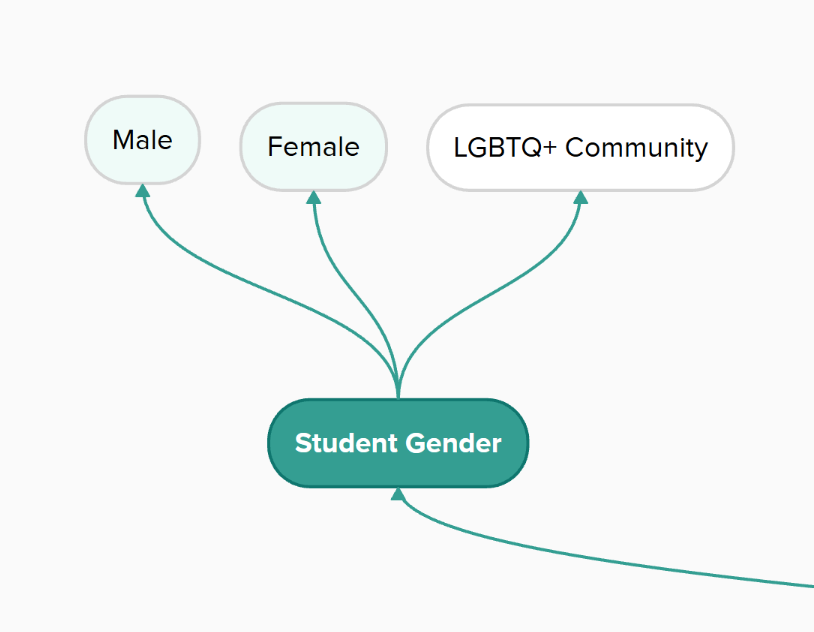 Male
Female
LGBTQ+ Community
Student Gender